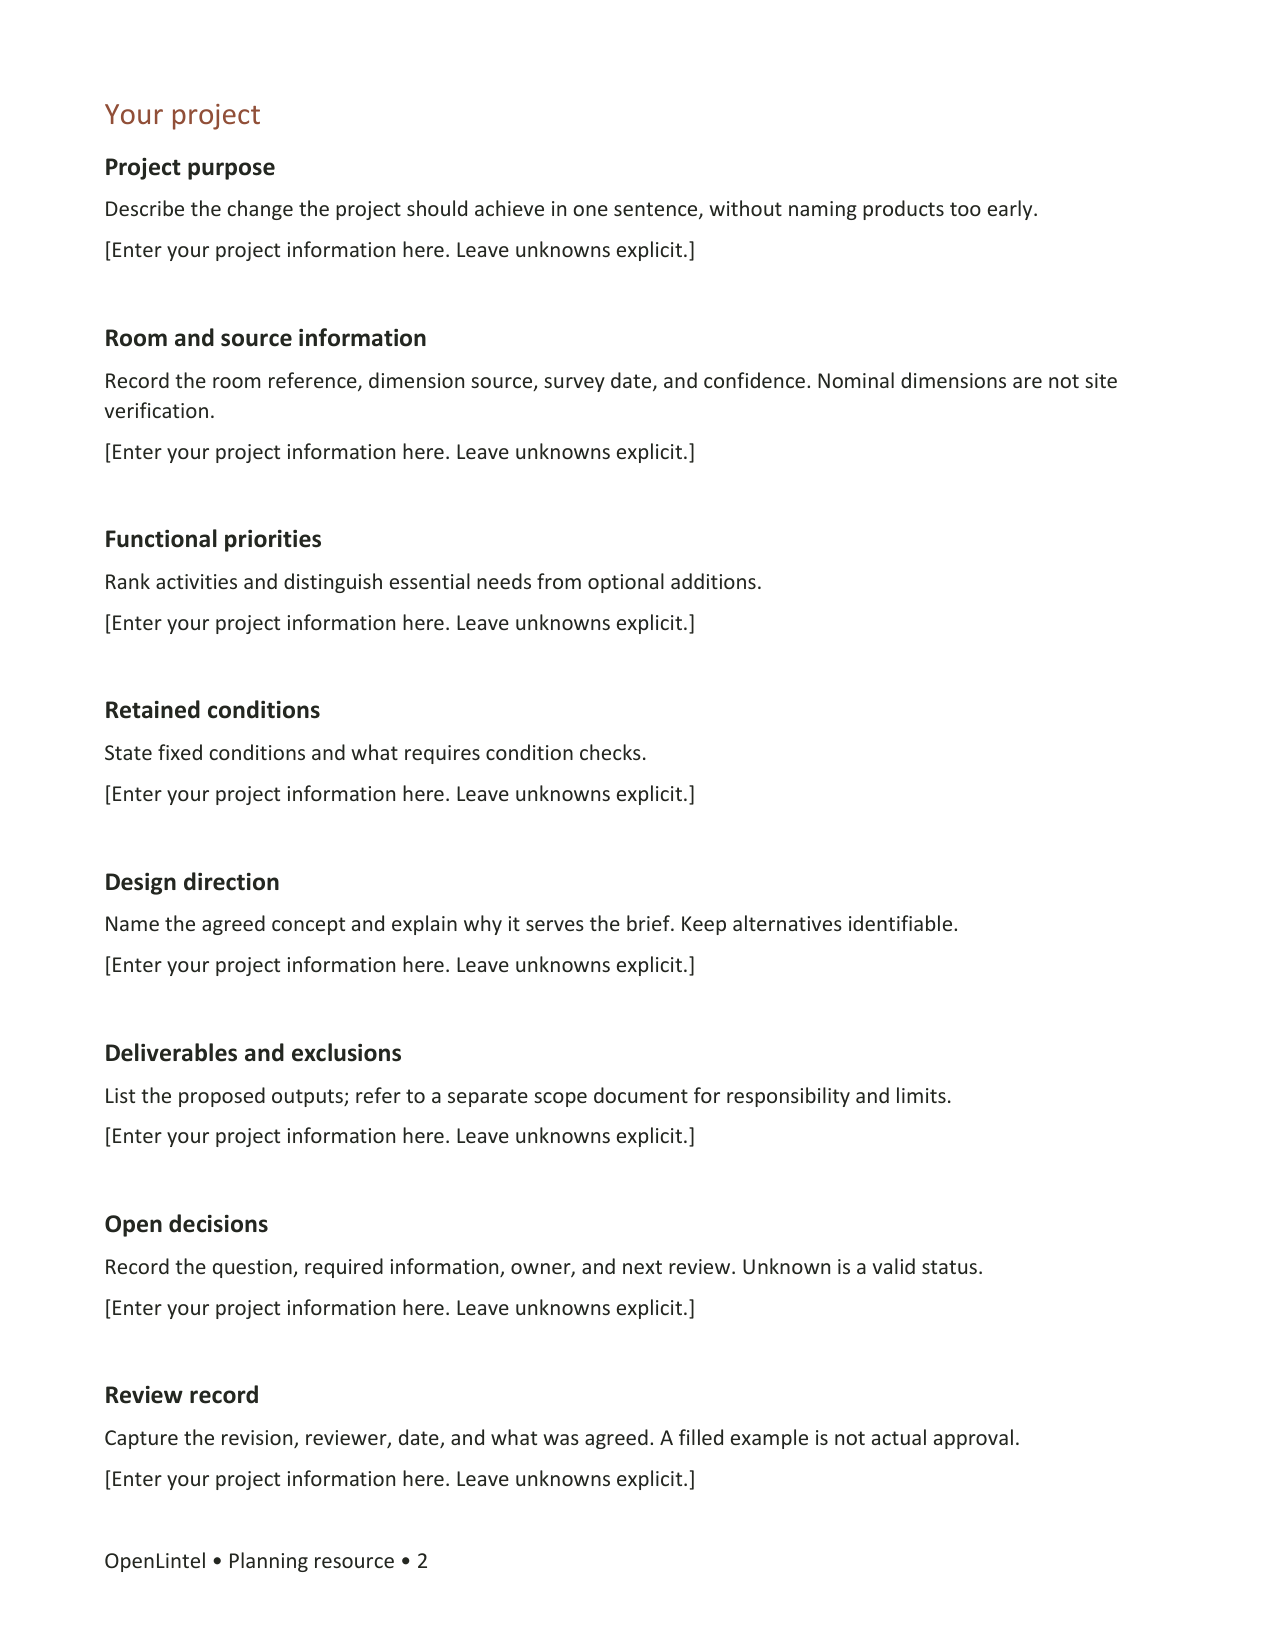 Your project
Project purpose
Describe the change the project should achieve in one sentence, without naming products too early.
[Enter your project information here. Leave unknowns explicit.]
Room and source information
Record the room reference, dimension source, survey date, and confidence. Nominal dimensions are not site
verification.
[Enter your project information here. Leave unknowns explicit.]
Functional priorities
Rank activities and distinguish essential needs from optional additions.
[Enter your project information here. Leave unknowns explicit.]
Retained conditions
State fixed conditions and what requires condition checks.
[Enter your project information here. Leave unknowns explicit.]
Design direction
Name the agreed concept and explain why it serves the brief. Keep alternatives identifiable.
[Enter your project information here. Leave unknowns explicit.]
Deliverables and exclusions
List the proposed outputs; refer to a separate scope document for responsibility and limits.
[Enter your project information here. Leave unknowns explicit.]
Open decisions
Record the question, required information, owner, and next review. Unknown is a valid status.
[Enter your project information here. Leave unknowns explicit.]
Review record
Capture the revision, reviewer, date, and what was agreed. A filled example is not actual approval.
[Enter your project information here. Leave unknowns explicit.]
OpenLintel • Planning resource • 2